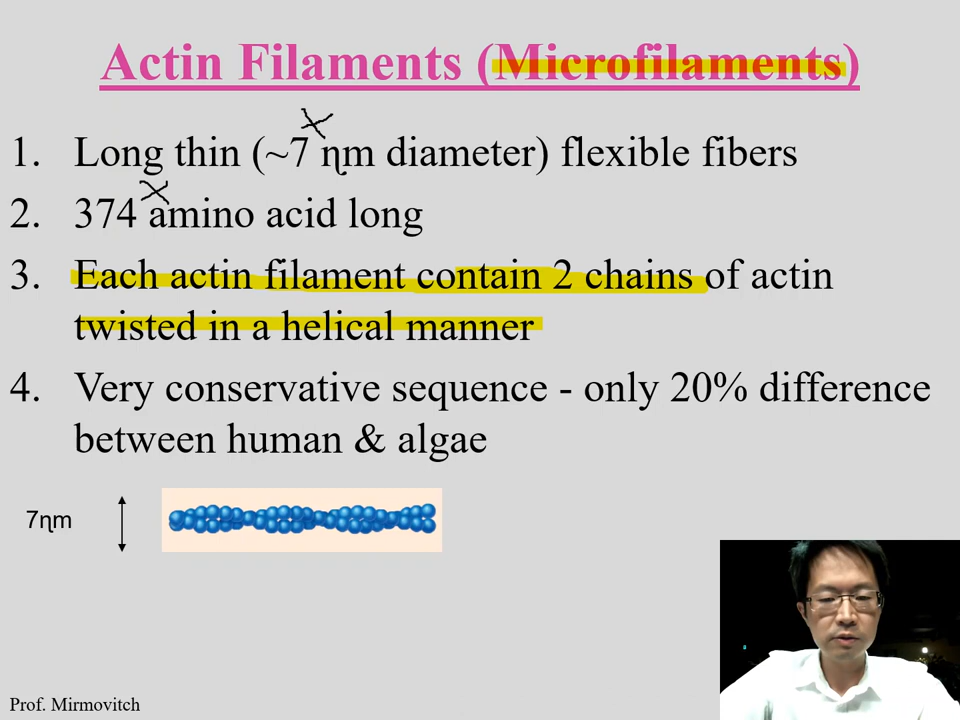 Actin Filaments (Microfilaments)
1. Long thin (~7 ɳm diameter) flexible fibers
2. 374 amino acid long
3. Each actin filament contain 2 chains of actin
twisted in a helical manner
4. Very conservative sequence - only 20% difference
between human & algae
7ɳm
Prof. Mirmovitch